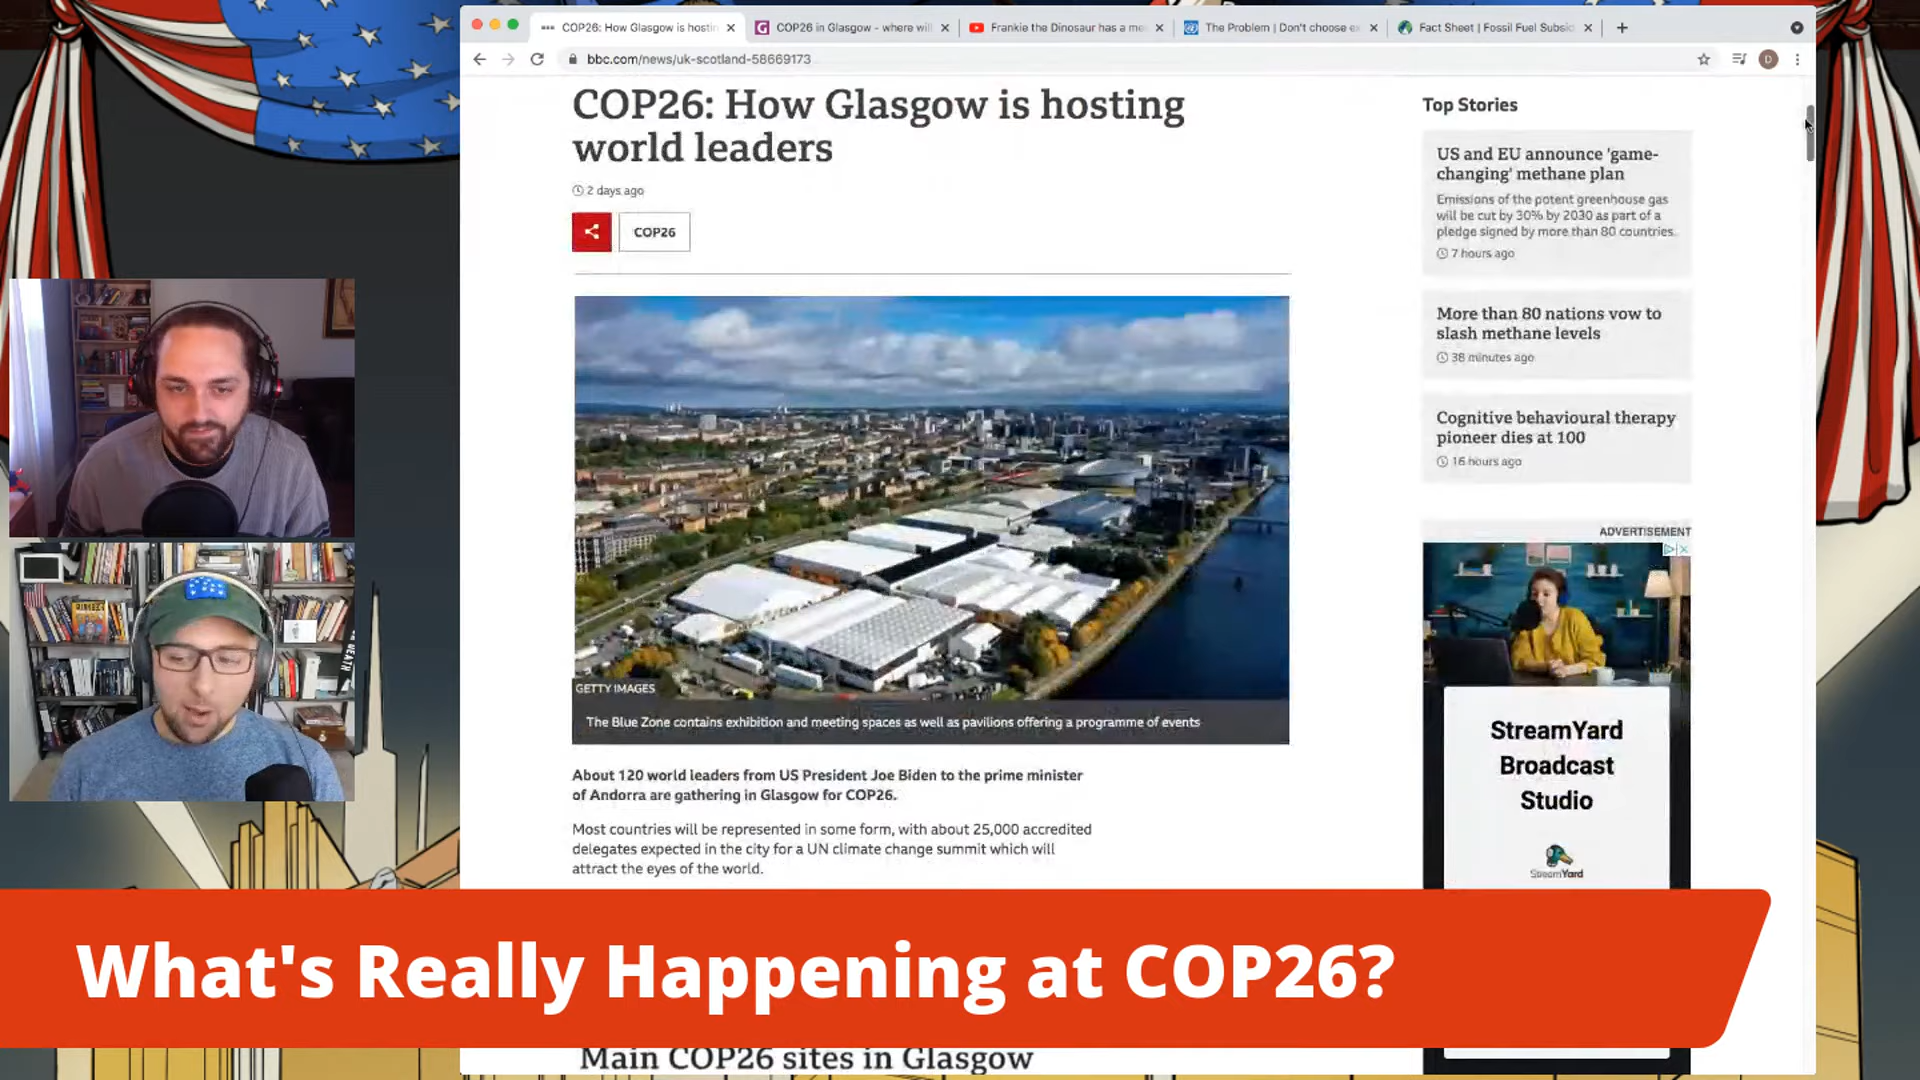 COP26: How Glasgow is hostin
COP26 in Glasgow - where will
Frankie the Dinosaur has a me
The Problem | Don't choose ex
Fact Sheet | Fossil Fuel Subsid
bbc.com/news/uk-scotland-58669173
D
COP26: How Glasgow is hosting
world leaders
2 days ago
COP26
GETTY IMAGES
The Blue Zone contains exhibition and meeting spaces as well as pavilions offering a programme of events
About 120 world leaders from US President Joe Biden to the prime minister
of Andorra are gathering in Glasgow for COP26.
Most countries will be represented in some form, with about 25,000 accredited
delegates expected in the city for a UN climate change summit which will
attract the eyes of the world.
Main COP26 sites in Glasgow
Top Stories
US and EU announce 'game-
changing' methane plan
Emissions of the potent greenhouse gas
will be cut by 30% by 2030 as part of a
pledge signed by more than 80 countries.
7 hours ago
More than 80 nations vow to
slash methane levels
38 minutes ago
Cognitive behavioural therapy
pioneer dies at 100
16 hours ago
ADVERTISEMENT
StreamYard
Broadcast
Studio
StreamYard
DEATH
What's Really Happening at COP26?